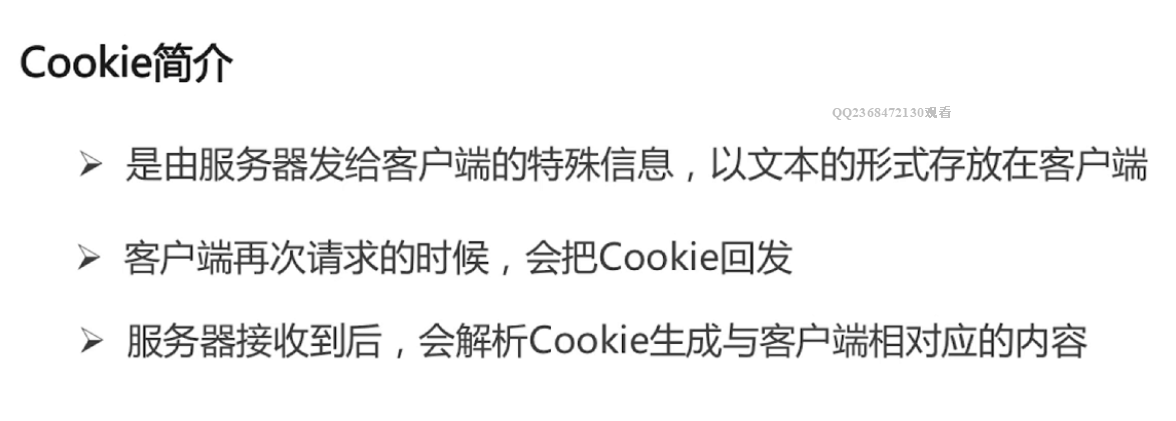 Cookie简介
QQ2368472130观看
➢ 是由服务器发给客户端的特殊信息，以文本的形式存放在客户端
➢ 客户端再次请求的时候，会把Cookie回发
➢ 服务器接收到后，会解析Cookie生成与客户端相对应的内容